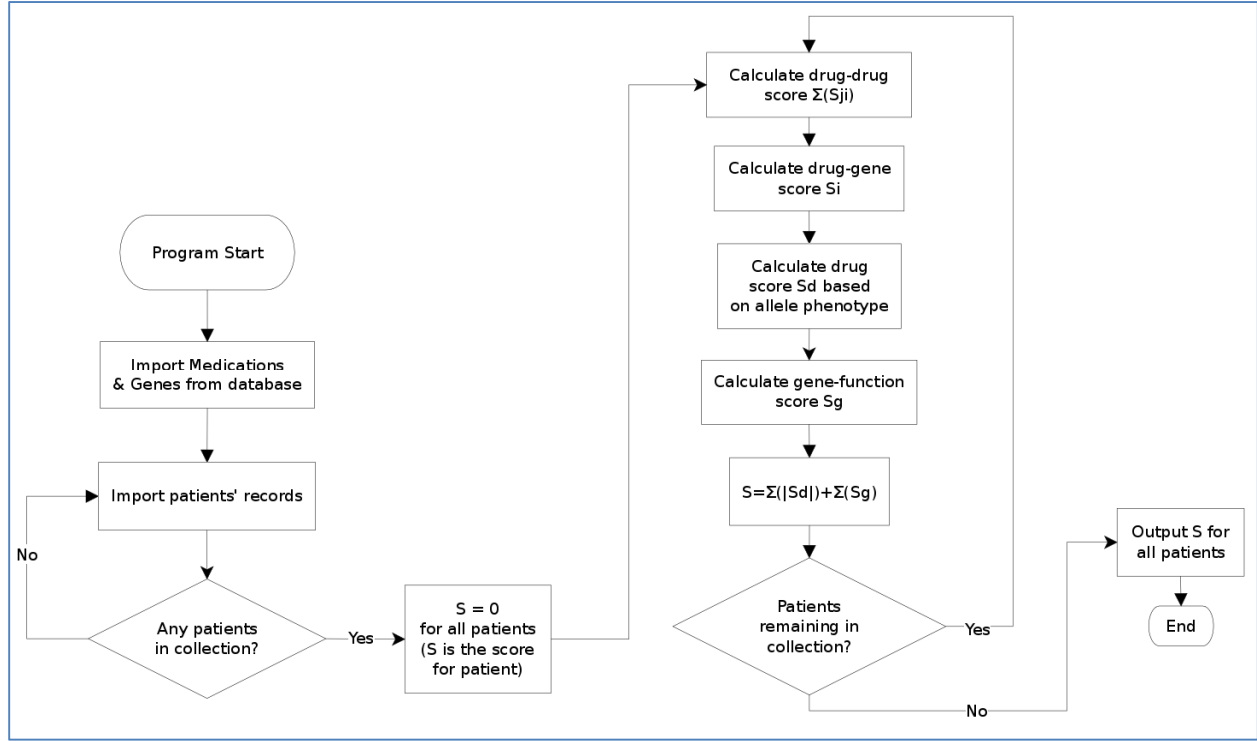 Program Start
Import Medications
& Genes from database
Import patients' records
No
Any patients
in collection?
Yes
S = 0
for all patients
(S is the score
for patient)
Calculate drug-drug
score Σ(Sji)
Calculate drug-gene
score Si
Calculate drug
score Sd based
on allele phenotype
Calculate gene-function
score Sg
S=Σ(|Sd|)+Σ(Sg)
Patients
remaining in
collection?
Yes
No
Output S for
all patients
End